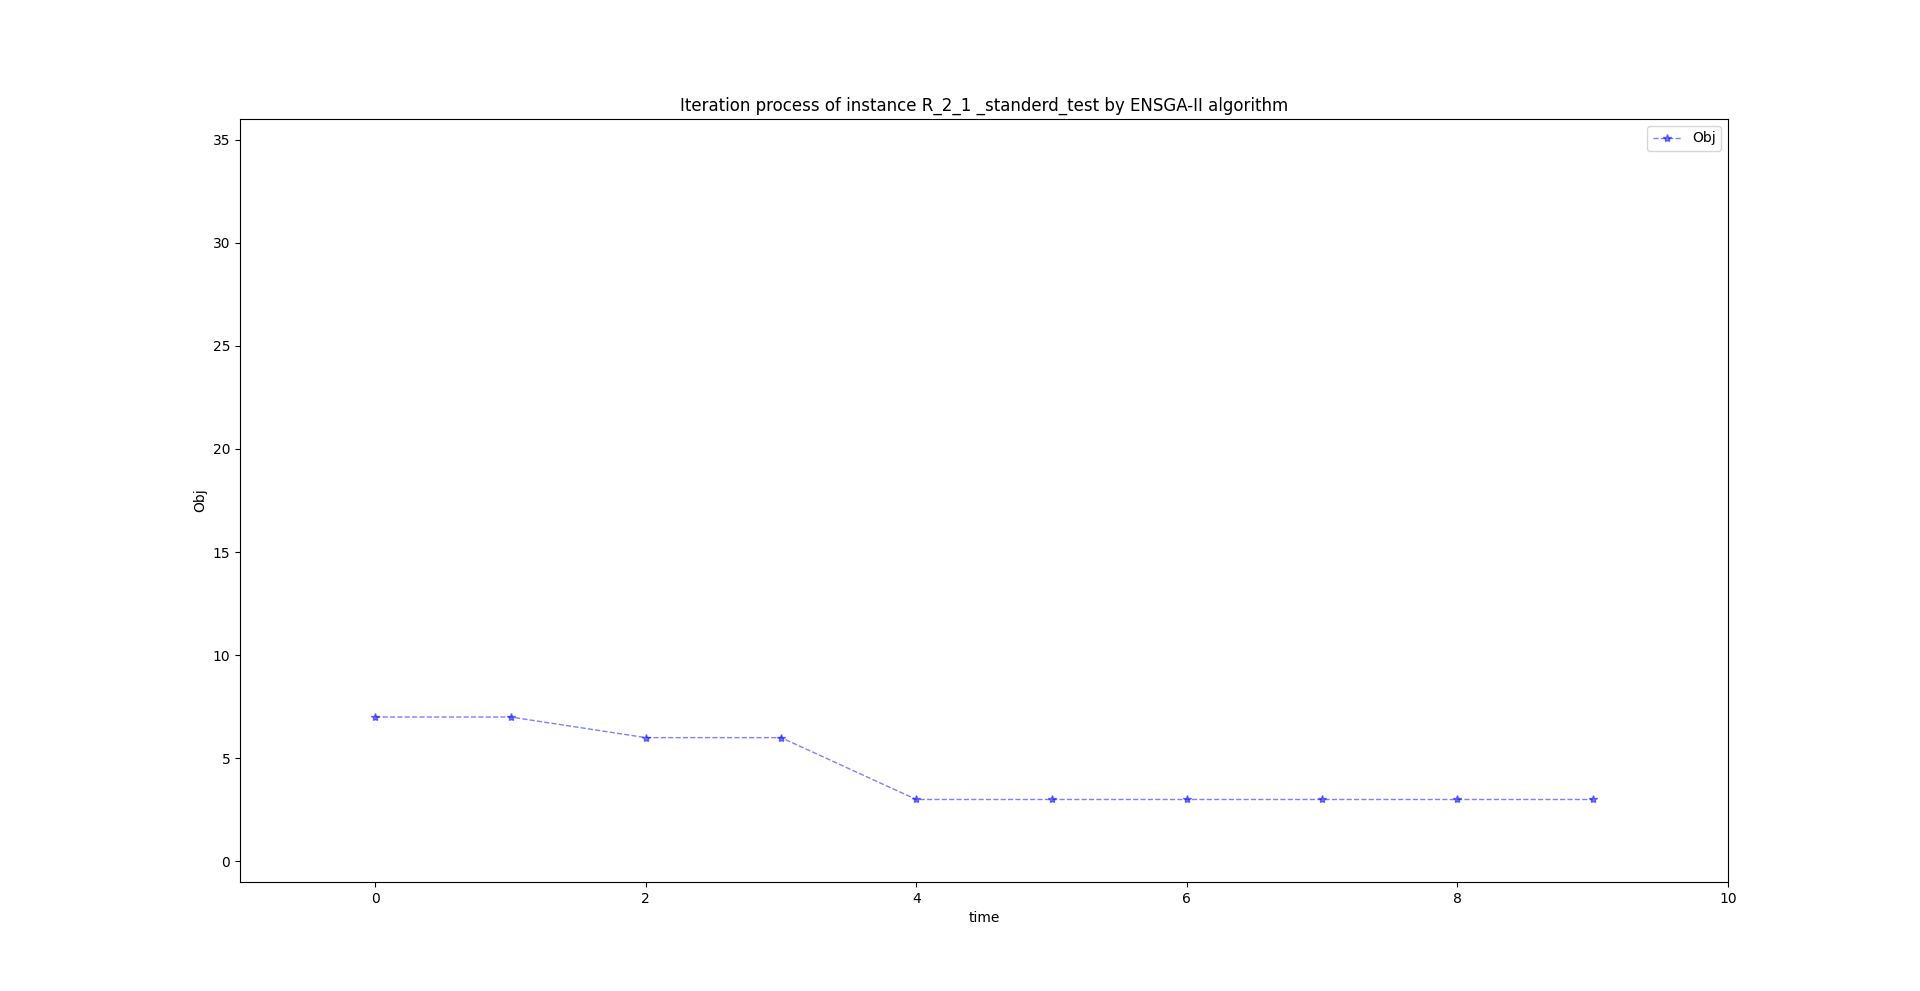 Iteration process of instance R_2_1 _standerd_test by ENSGA-II algorithm
Obj
35
30
25
20
15
10
5
0
Obj
0 2 4 6 8 10
time